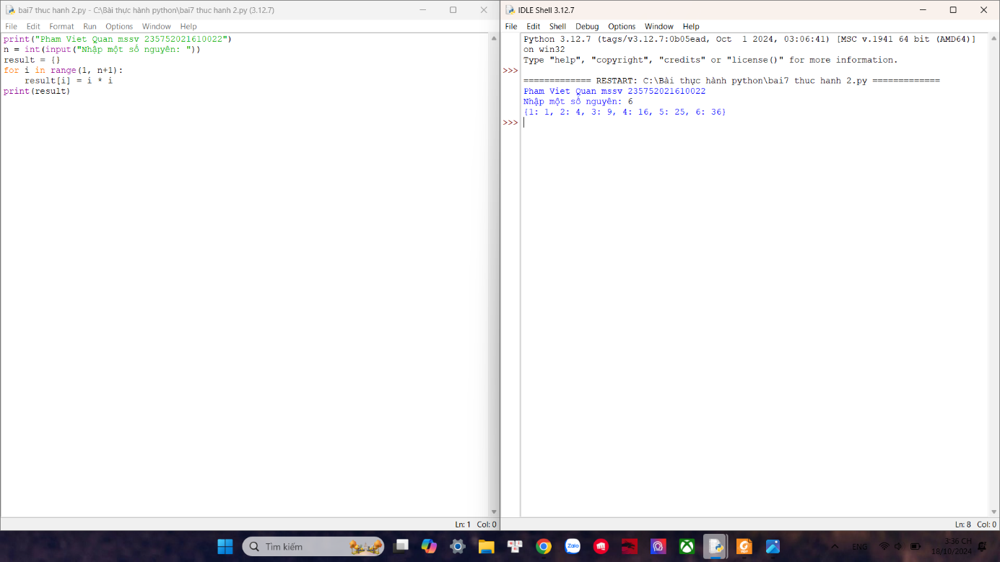 bai7 thuc hanh 2.py - C:\Bài thực hành python\bai7 thuc hanh 2.py (3.12.7)
File Edit Format Run Options Window Help
print("Pham Viet Quan mssv 235752021610022")
n = int(input("Nhập một số nguyên: "))
result = {}
for i in range(1, n+1):
    result[i] = i * i
print(result)
Ln: 1 Col: 0
IDLE Shell 3.12.7
File Edit Shell Debug Options Window Help
Python 3.12.7 (tags/v3.12.7:0b05ead, Oct  1 2024, 03:06:41) [MSC v.1941 64 bit (AMD64)]
on win32
Type "help", "copyright", "credits" or "license()" for more information.
>>>
============= RESTART: C:\Bài thực hành python\bai7 thuc hanh 2.py =============
Pham Viet Quan mssv 235752021610022
Nhập một số nguyên: 6
{1: 1, 2: 4, 3: 9, 4: 16, 5: 25, 6: 36}
>>>
Ln: 8 Col: 0
Tìm kiếm
Zalo
ENG
3:36 CH
18/10/2024